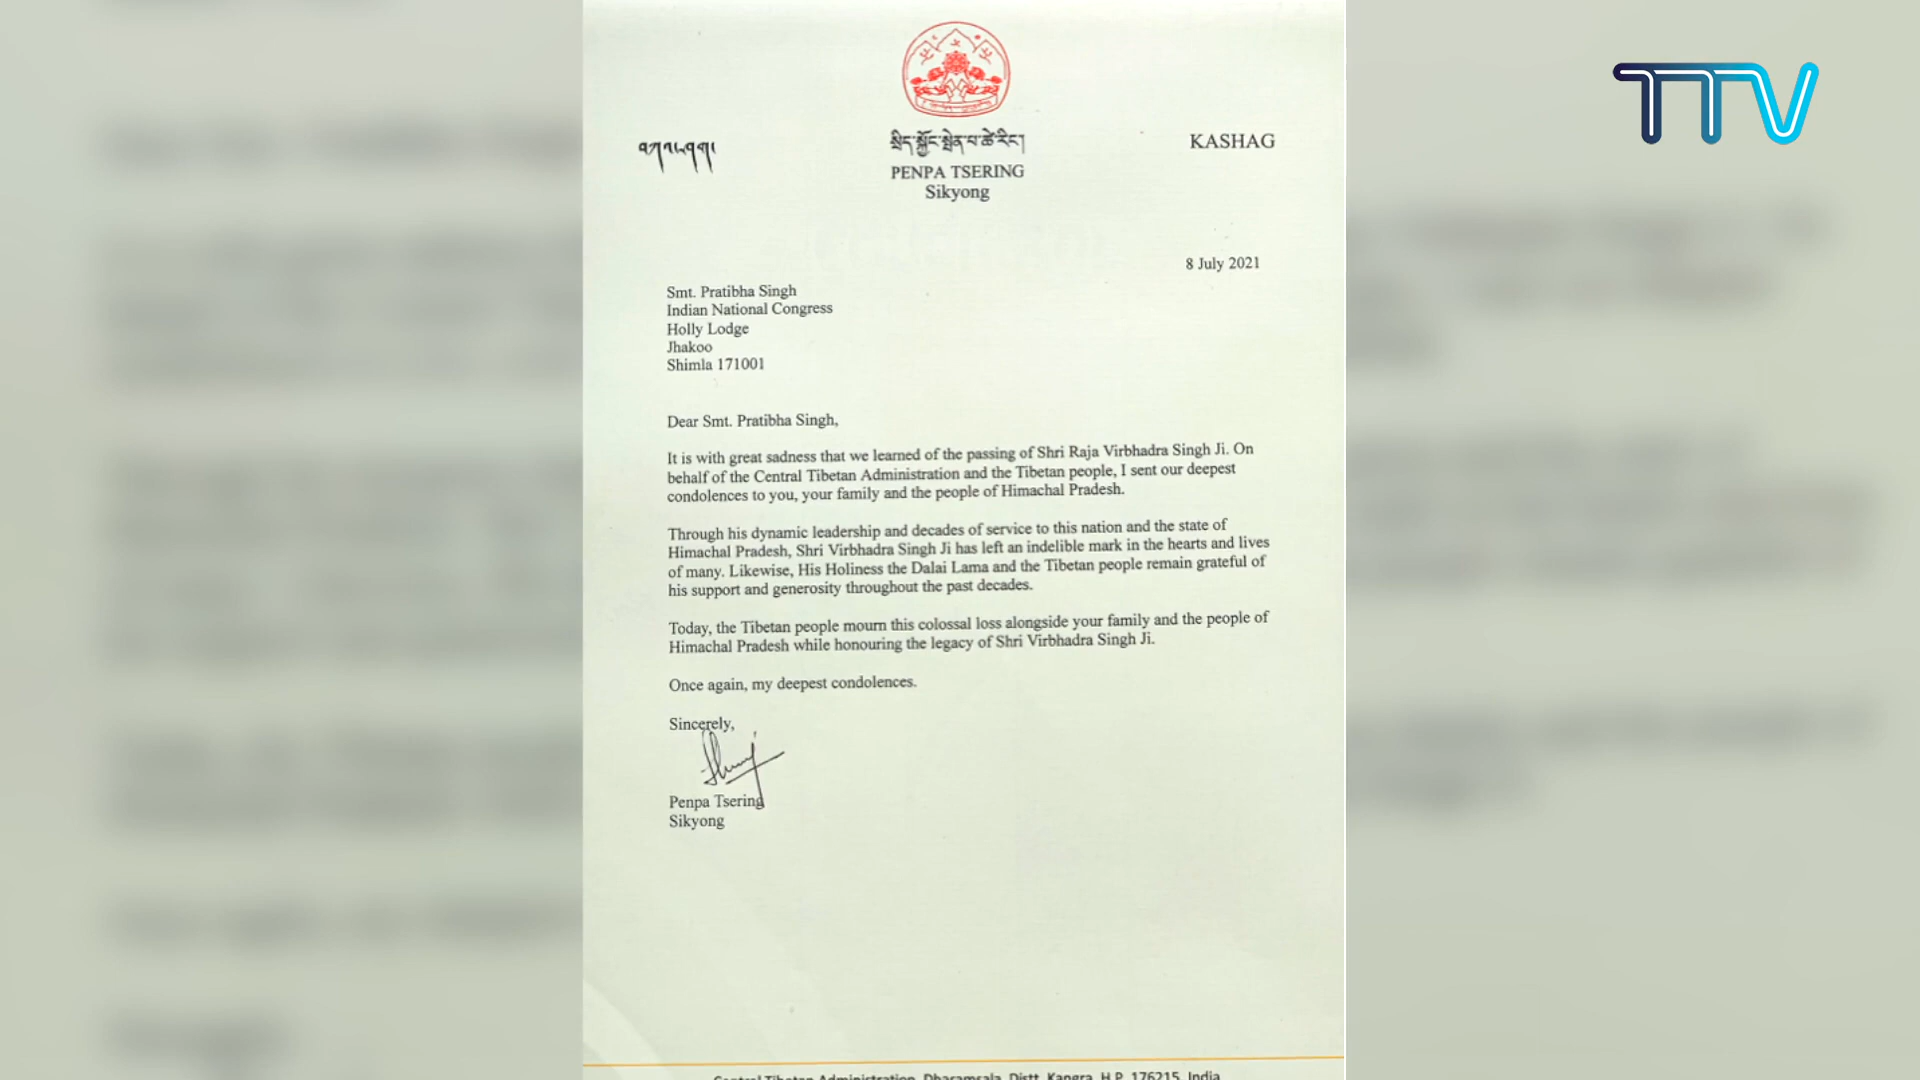 TTV
བཀའ་ཤག།
སྲིད་སྐྱོང་སྤེན་པ་ཚེ་རིང་།
KASHAG
PENPA TSERING
Sikyong
8 July 2021
Smt. Pratibha Singh
Indian National Congress
Holly Lodge
Jhakoo
Shimla 171001
Dear Smt. Pratibha Singh,
It is with great sadness that we learned of the passing of Shri Raja Virbhadra Singh Ji. On
behalf of the Central Tibetan Administration and the Tibetan people, I sent our deepest
condolences to you, your family and the people of Himachal Pradesh.
Through his dynamic leadership and decades of service to this nation and the state of
Himachal Pradesh, Shri Virbhadra Singh Ji has left an indelible mark in the hearts and lives
of many. Likewise, His Holiness the Dalai Lama and the Tibetan people remain grateful of
his support and generosity throughout the past decades.
Today, the Tibetan people mourn this colossal loss alongside your family and the people of
Himachal Pradesh while honouring the legacy of Shri Virbhadra Singh Ji.
Once again, my deepest condolences.
Sincerely,
Penpa Tsering
Sikyong
Central Tibetan Administration, Dharamsala, Distt. Kangra, H.P. 176215, India